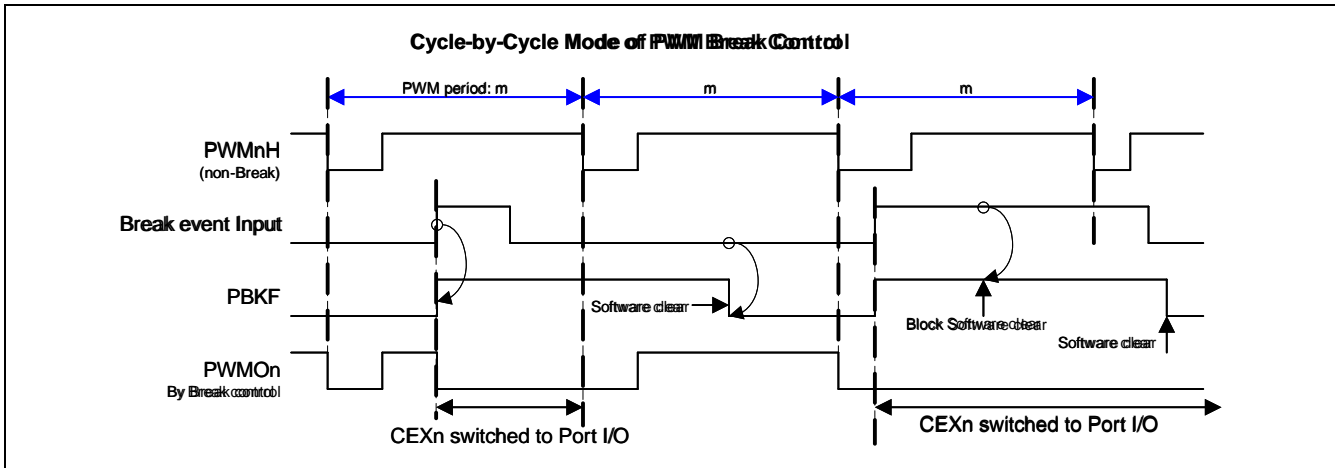 Cycle-by-Cycle Mode of PWM Break Control
PWM period: m
m
m
PWMnH
(non-Break)
Break event Input
PBKF
Software clear
Block Software clear
Software clear
PWMOn
By Break control
CEXn switched to Port I/O
CEXn switched to Port I/O